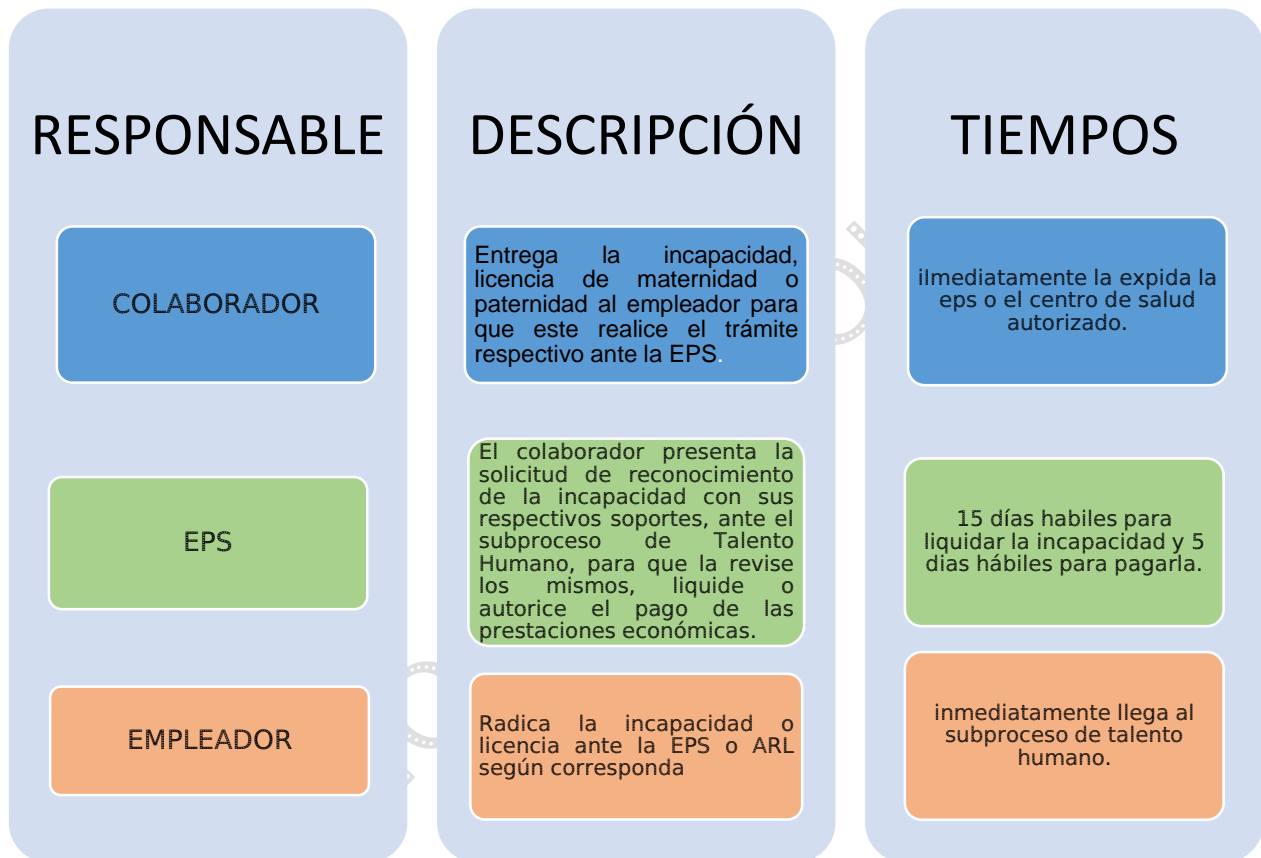 RESPONSABLE
DESCRIPCIÓN
TIEMPOS
COLABORADOR
Entrega la incapacidad,
licencia de maternidad o
paternidad al empleador para
que este realice el trámite
respectivo ante la EPS.
iImediatamente la expida la
eps o el centro de salud
autorizado.
EPS
El colaborador presenta la
solicitud de reconocimiento
de la incapacidad con sus
respectivos soportes, ante el
subproceso de Talento
Humano, para que la revise
los mismos, liquide o
autorice el pago de las
prestaciones económicas.
15 días habiles para
liquidar la incapacidad y 5
dias hábiles para pagarla.
EMPLEADOR
Radica la incapacidad o
licencia ante la EPS o ARL
según corresponda
inmediatamente llega al
subproceso de talento
humano.